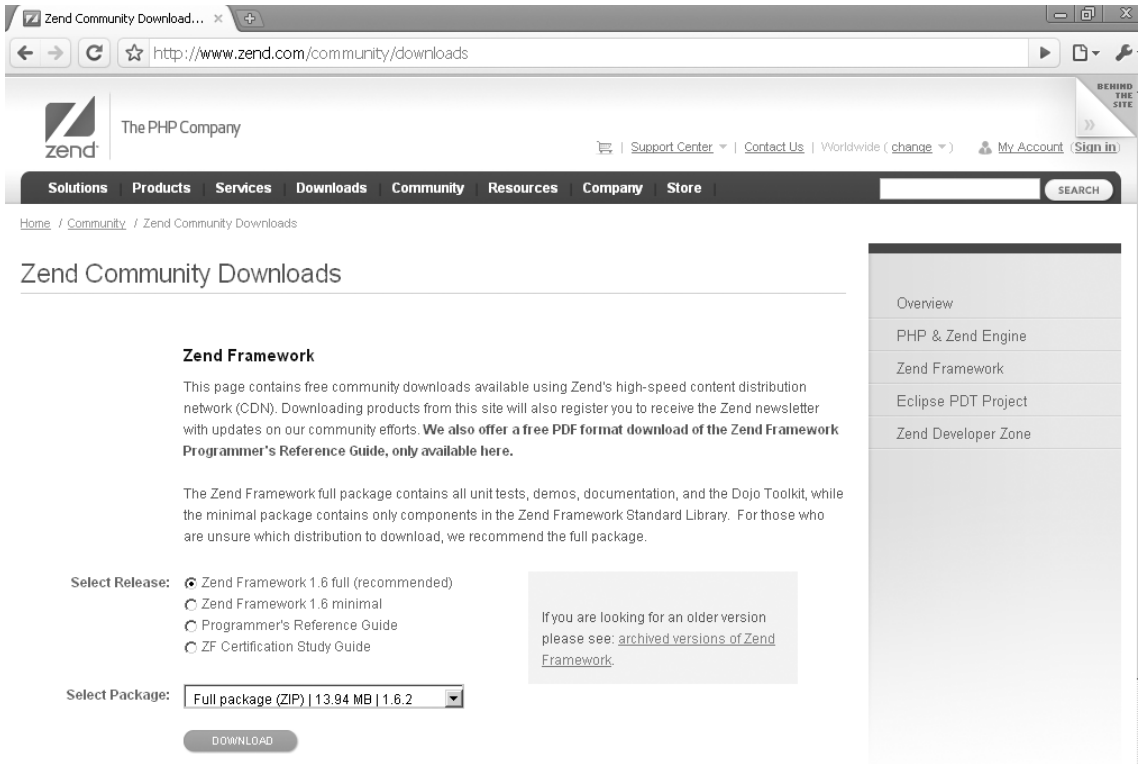 Zend Community Download...
http://www.zend.com/community/downloads
BEHIND
THE
SITE
zend
The PHP Company
| Support Center | Contact Us | Worldwide ( change ) My Account (Sign in)
Solutions | Products | Services | Downloads | Community | Resources | Company | Store |
SEARCH
Home / Community / Zend Community Downloads
Zend Community Downloads
Overview
PHP & Zend Engine
Zend Framework
Eclipse PDT Project
Zend Developer Zone
Zend Framework
This page contains free community downloads available using Zend's high-speed content distribution
network (CDN). Downloading products from this site will also register you to receive the Zend newsletter
with updates on our community efforts. We also offer a free PDF format download of the Zend Framework
Programmer's Reference Guide, only available here.
The Zend Framework full package contains all unit tests, demos, documentation, and the Dojo Toolkit, while
the minimal package contains only components in the Zend Framework Standard Library. For those who
are unsure which distribution to download, we recommend the full package.
Select Release:
Zend Framework 1.6 full (recommended)
Zend Framework 1.6 minimal
Programmer's Reference Guide
ZF Certification Study Guide
If you are looking for an older version
please see: archived versions of Zend
Framework.
Select Package:
Full package (ZIP) | 13.94 MB | 1.6.2
DOWNLOAD